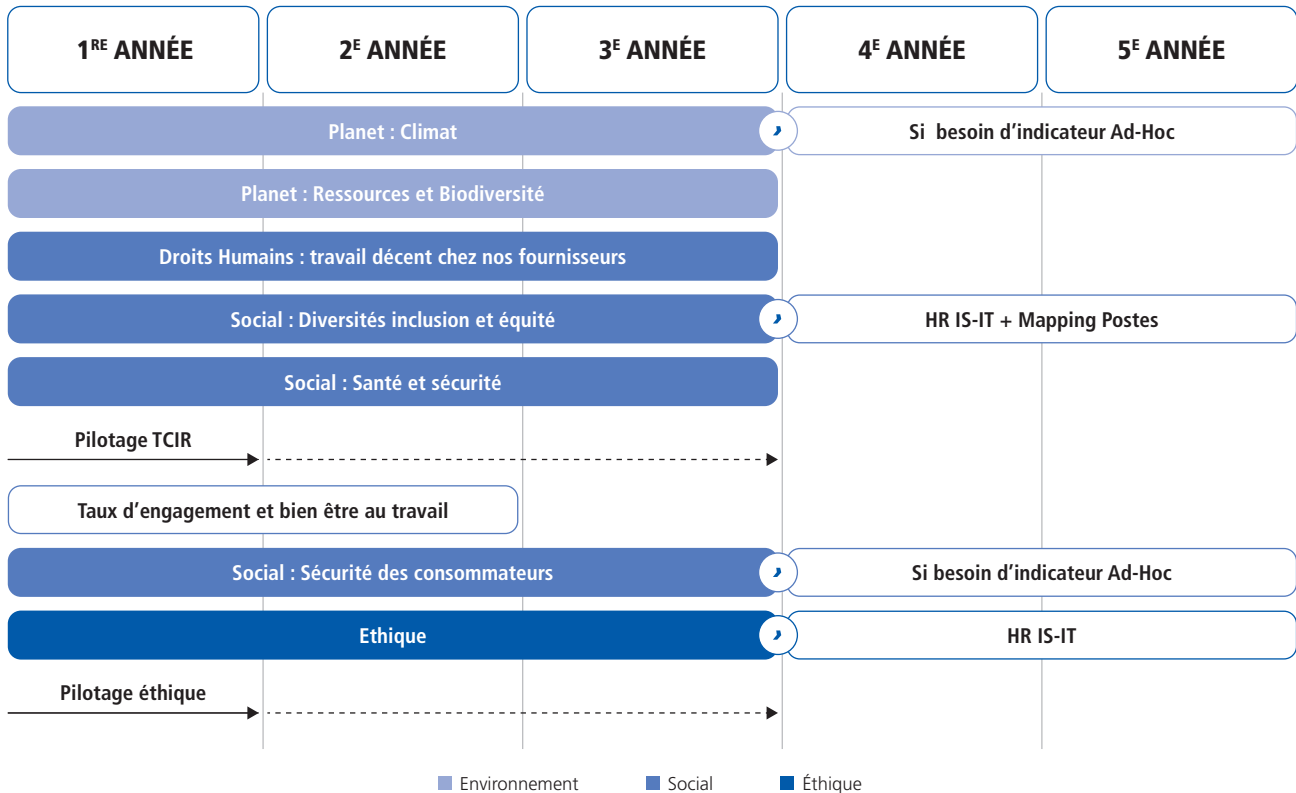 1RE ANNÉE
2E ANNÉE
3E ANNÉE
4E ANNÉE
5E ANNÉE
Planet : Climat
Si besoin d'indicateur Ad-Hoc
Planet : Ressources et Biodiversité
Droits Humains : travail décent chez nos fournisseurs
Social : Diversités inclusion et équité
HR IS-IT + Mapping Postes
Social : Santé et sécurité
Pilotage TCIR
Taux d'engagement et bien être au travail
Social : Sécurité des consommateurs
Si besoin d'indicateur Ad-Hoc
Ethique
HR IS-IT
Pilotage éthique
Environnement
Social
Éthique